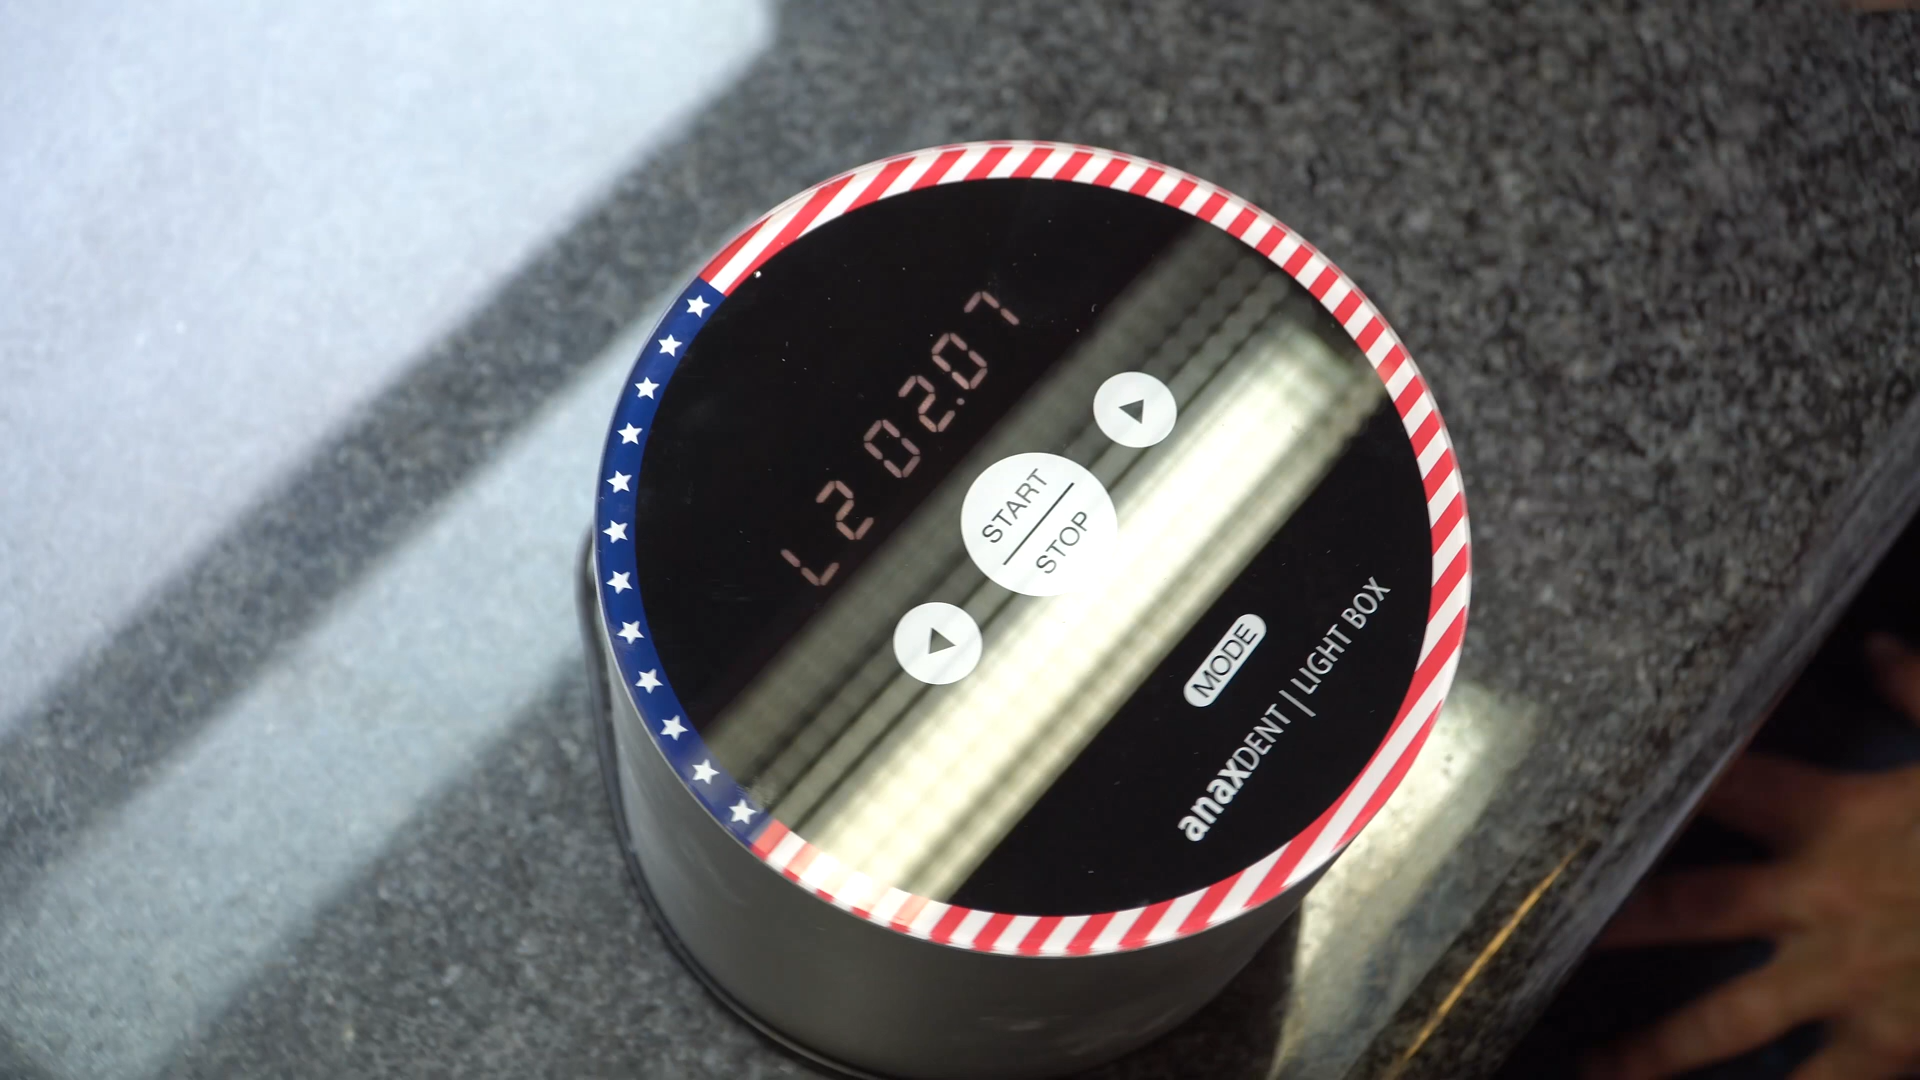 L2 02.07
START
STOP
MODE
anaxDENT | LIGHT BOX